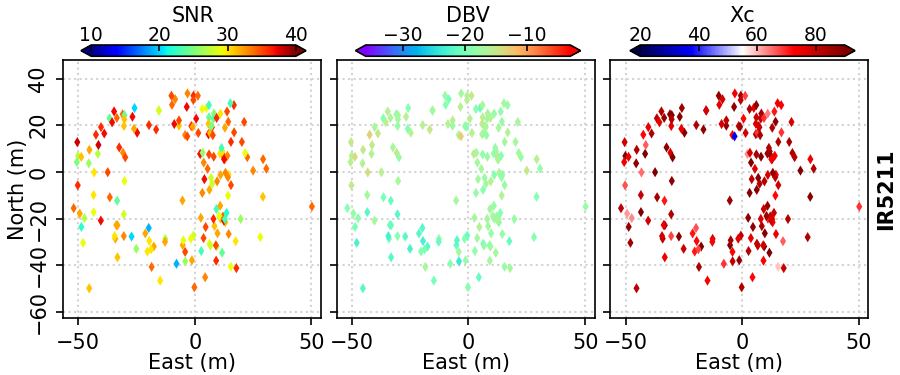 SNR DBV Xc
10 20 30 40 −30 −20 −10 20 40 60 80
North (m)
40
20
0
−20
−40
−60
−50 0 50 −50 0 50 −50 0 50
East (m) East (m) East (m)
IR5211